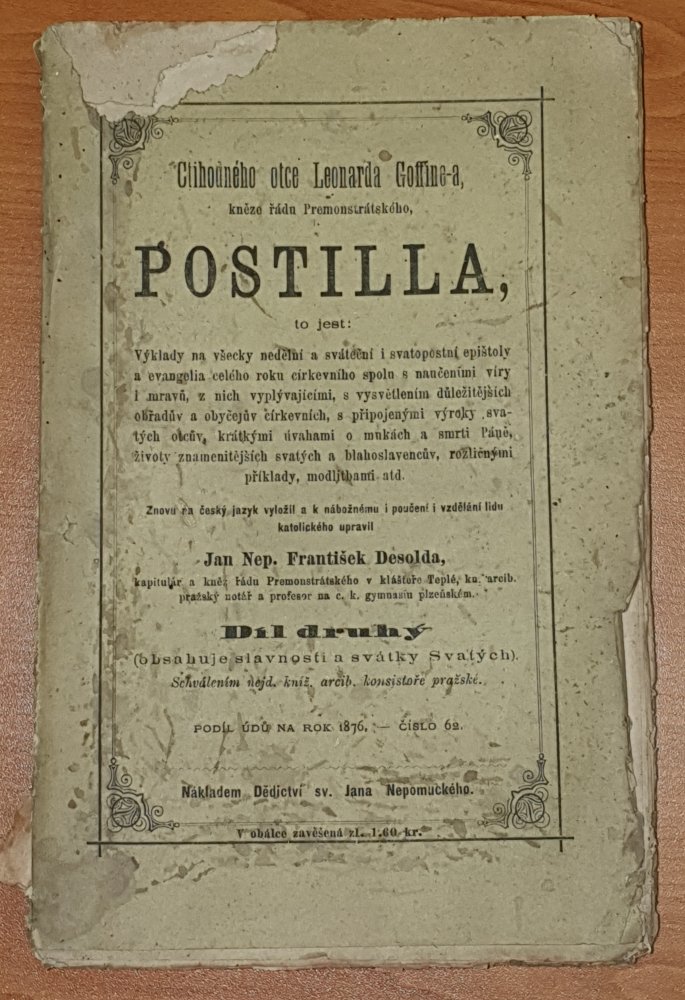 Ctihodného otce Leonarda Goffine-a,
kněze řádu Premonstrátského,
POSTILLA,
to jest:
Výklady na všecky nedělní a sváteční i svatopostní epištoly
a evangelia celého roku církevního spolu s naučeními víry
i mravů, z nich vyplývajícími, s vysvětlením důležitějších
obřadův a obyčejův církevních, s připojenými výroky sva-
tých otcův, krátkými úvahami o mukách a smrti Páně,
životy znamenitějších svatých a blahoslavencův, rozličnými
příklady, modlitbami atd.
Znovu na český jazyk vyložil a k nábožnému i poučení i vzdělání lidu
katolického upravil
Jan Nep. František Desolda,
kapitulár a kněz řádu Premonstrátského v klášteře Teplé, kn. arcib.
pražský notář a profesor na c. k. gymnasiu plzeňském.
Díl druhý
(obsahuje slavnosti a svátky Svatých).
Schválením nejd. kníž. arcib. konsistoře pražské.
PODÍL ÚDŮ NA ROK 1876. — ČÍSLO 62.
Nákladem Dědictví sv. Jana Nepomuckého.
V obálce zavěšená zl. 1.60 kr.